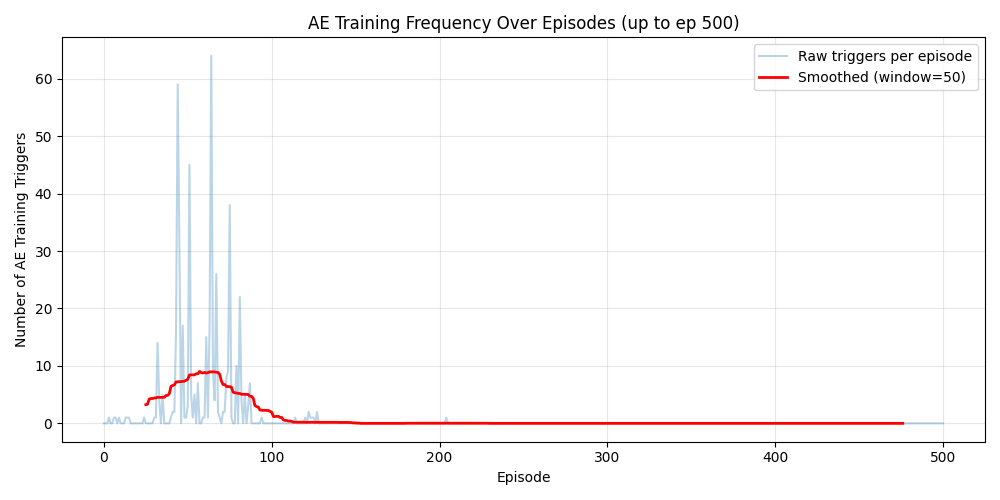 AE Training Frequency Over Episodes (up to ep 500)
Raw triggers per episode
Smoothed (window=50)
Number of AE Training Triggers
60
50
40
30
20
10
0
0 100 200 300 400 500
Episode